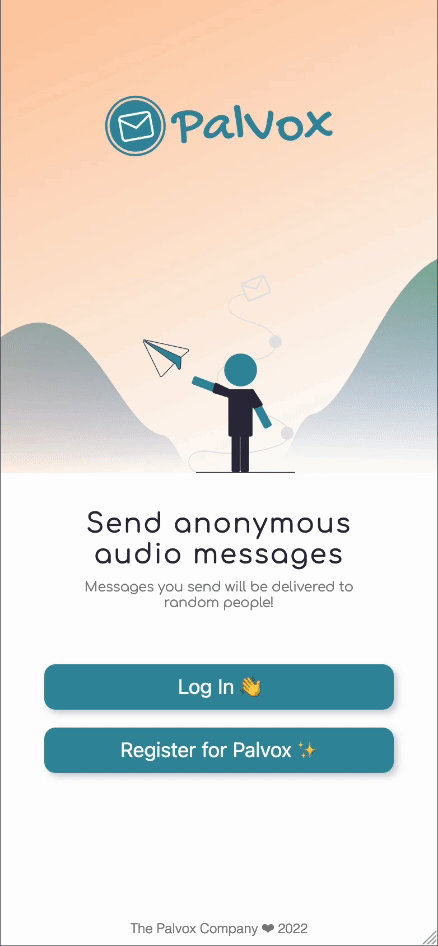 Palvox
Send anonymous
audio messages
Messages you send will be delivered to
random people!
Log In 👋
Register for Palvox ✨
The Palvox Company ❤ 2022